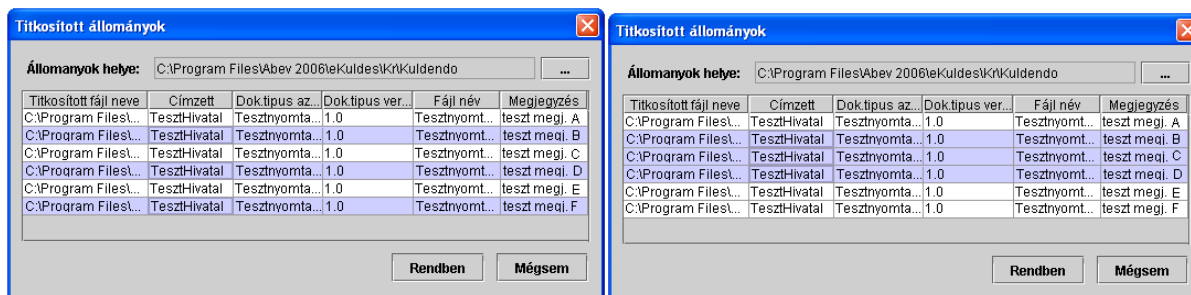 Titkosított állományok
Állomanyok helye: C:\Program Files\Abev 2006\eKuldes\Kr\Kuldendo ...
Titkosított fájl neve Címzett Dok.tipus az... Dok.tipus ver... Fájl név Megjegyzés
C:\Program Files\... TesztHivatal Tesztnyomta... 1.0 Tesztnyomt... teszt megj. A
C:\Program Files\... TesztHivatal Tesztnyomta... 1.0 Tesztnyomt... teszt megj. B
C:\Program Files\... TesztHivatal Tesztnyomta... 1.0 Tesztnyomt... teszt megj. C
C:\Program Files\... TesztHivatal Tesztnyomta... 1.0 Tesztnyomt... teszt megj. D
C:\Program Files\... TesztHivatal Tesztnyomta... 1.0 Tesztnyomt... teszt megj. E
C:\Program Files\... TesztHivatal Tesztnyomta... 1.0 Tesztnyomt... teszt megj. F
Rendben Mégsem
Titkosított állományok
Állomanyok helye: C:\Program Files\Abev 2006\eKuldes\Kr\Kuldendo ...
Titkosított fájl neve Címzett Dok.tipus az... Dok.tipus ver... Fájl név Megjegyzés
C:\Program Files\... TesztHivatal Tesztnyomta... 1.0 Tesztnyomt... teszt megj. A
C:\Program Files\... TesztHivatal Tesztnyomta... 1.0 Tesztnyomt... teszt megj. B
C:\Program Files\... TesztHivatal Tesztnyomta... 1.0 Tesztnyomt... teszt megj. C
C:\Program Files\... TesztHivatal Tesztnyomta... 1.0 Tesztnyomt... teszt megj. D
C:\Program Files\... TesztHivatal Tesztnyomta... 1.0 Tesztnyomt... teszt megj. E
C:\Program Files\... TesztHivatal Tesztnyomta... 1.0 Tesztnyomt... teszt megj. F
Rendben Mégsem